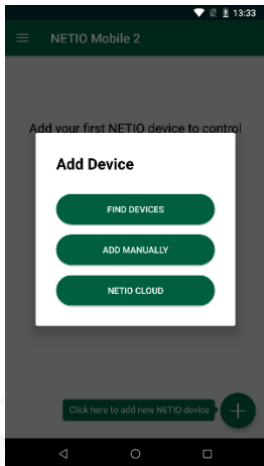 13:33
NETIO Mobile 2
Add your first NETIO device to control
Add Device
FIND DEVICES
ADD MANUALLY
NETIO CLOUD
Click here to add new NETIO device